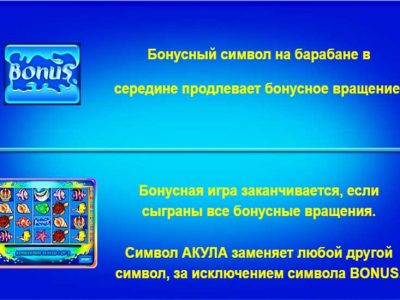 Bonus
Бонусный символ на барабане в
середине продлевает бонусное вращение
Бонусная игра заканчивается, если
сыграны все бонусные вращения.
Символ АКУЛА заменяет любой другой
символ, за исключением символа BONUS.